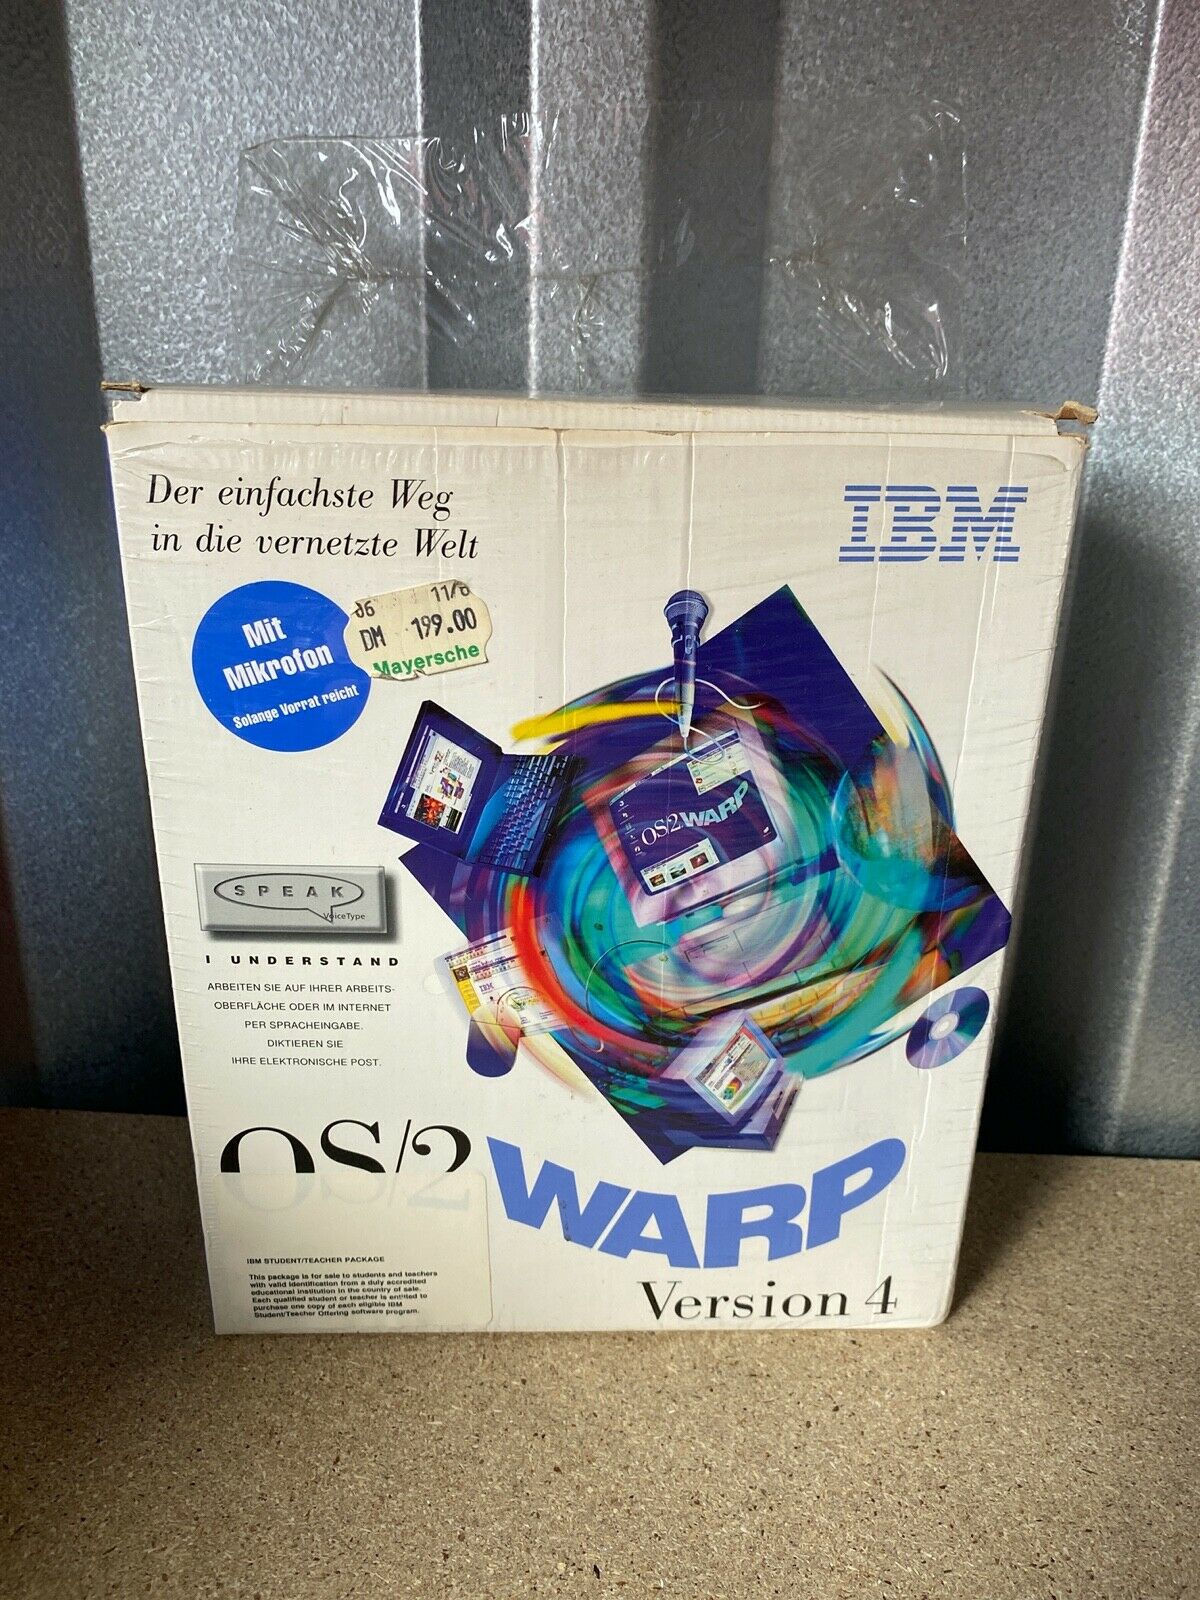 Der einfachste Weg
in die vernetzte Welt
IBM
Mit
Mikrofon
Solange Vorrat reicht
DM 199.00
Mayersche
OS/2 WARP
SPEAK
VoiceType
I UNDERSTAND
ARBEITEN SIE AUF IHRER ARBEITS-
OBERFLÄCHE ODER IM INTERNET
PER SPRACHEINGABE.
DIKTIEREN SIE
IHRE ELEKTRONISCHE POST.
IBM
OS/2 WARP
Version 4
IBM STUDENT/TEACHER PACKAGE
This package is for sale to students and teachers
with valid identification from a duly accredited
educational institution in the country of sale.
Each qualified student or teacher is entitled to
purchase one copy of each eligible IBM
Student/Teacher Offering software program.